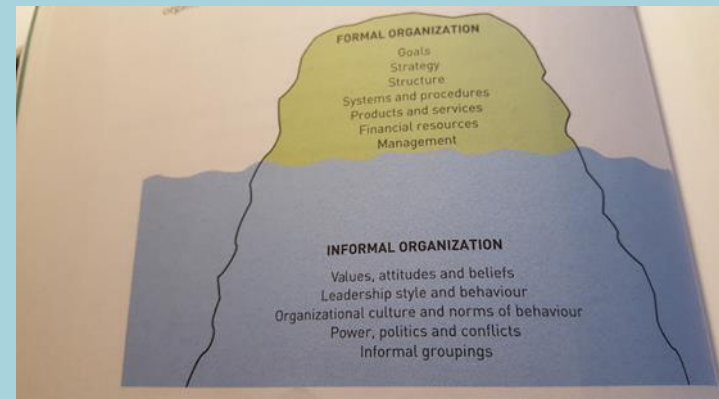 FORMAL ORGANIZATION
Goals
Strategy
Structure
Systems and procedures
Products and services
Financial resources
Management
INFORMAL ORGANIZATION
Values, attitudes and beliefs
Leadership style and behaviour
Organizational culture and norms of behaviour
Power, politics and conflicts
Informal groupings